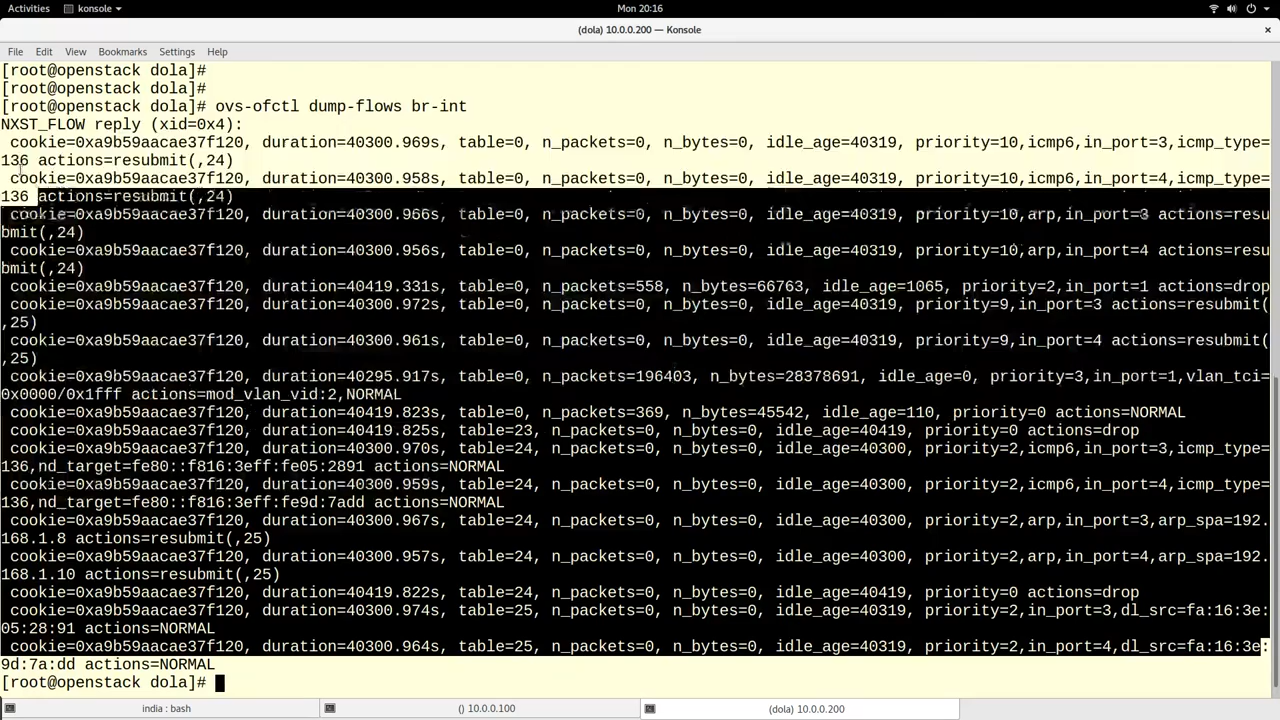 Activities konsole Mon 20:16
(dola) 10.0.0.200 — Konsole ×
File Edit View Bookmarks Settings Help
[root@openstack dola]#
[root@openstack dola]#
[root@openstack dola]# ovs-ofctl dump-flows br-int
NXST_FLOW reply (xid=0x4):
cookie=0xa9b59aacae37f120, duration=40300.969s, table=0, n_packets=0, n_bytes=0, idle_age=40319, priority=10,icmp6,in_port=3,icmp_type=
136 actions=resubmit(,24)
cookie=0xa9b59aacae37f120, duration=40300.958s, table=0, n_packets=0, n_bytes=0, idle_age=40319, priority=10,icmp6,in_port=4,icmp_type=
136 actions=resubmit(,24)
cookie=0xa9b59aacae37f120, duration=40300.966s, table=0, n_packets=0, n_bytes=0, idle_age=40319, priority=10,arp,in_port=3 actions=resu
bmit(,24)
cookie=0xa9b59aacae37f120, duration=40300.956s, table=0, n_packets=0, n_bytes=0, idle_age=40319, priority=10,arp,in_port=4 actions=resu
bmit(,24)
cookie=0xa9b59aacae37f120, duration=40419.331s, table=0, n_packets=558, n_bytes=66763, idle_age=1065, priority=2,in_port=1 actions=drop
cookie=0xa9b59aacae37f120, duration=40300.972s, table=0, n_packets=0, n_bytes=0, idle_age=40319, priority=9,in_port=3 actions=resubmit(
,25)
cookie=0xa9b59aacae37f120, duration=40300.961s, table=0, n_packets=0, n_bytes=0, idle_age=40319, priority=9,in_port=4 actions=resubmit(
,25)
cookie=0xa9b59aacae37f120, duration=40295.917s, table=0, n_packets=196403, n_bytes=28378691, idle_age=0, priority=3,in_port=1,vlan_tci=
0x0000/0x1fff actions=mod_vlan_vid:2,NORMAL
cookie=0xa9b59aacae37f120, duration=40419.823s, table=0, n_packets=369, n_bytes=45542, idle_age=110, priority=0 actions=NORMAL
cookie=0xa9b59aacae37f120, duration=40419.825s, table=23, n_packets=0, n_bytes=0, idle_age=40419, priority=0 actions=drop
cookie=0xa9b59aacae37f120, duration=40300.970s, table=24, n_packets=0, n_bytes=0, idle_age=40300, priority=2,icmp6,in_port=3,icmp_type=
136,nd_target=fe80::f816:3eff:fe05:2891 actions=NORMAL
cookie=0xa9b59aacae37f120, duration=40300.959s, table=24, n_packets=0, n_bytes=0, idle_age=40300, priority=2,icmp6,in_port=4,icmp_type=
136,nd_target=fe80::f816:3eff:fe9d:7add actions=NORMAL
cookie=0xa9b59aacae37f120, duration=40300.967s, table=24, n_packets=0, n_bytes=0, idle_age=40300, priority=2,arp,in_port=3,arp_spa=192.
168.1.8 actions=resubmit(,25)
cookie=0xa9b59aacae37f120, duration=40300.957s, table=24, n_packets=0, n_bytes=0, idle_age=40300, priority=2,arp,in_port=4,arp_spa=192.
168.1.10 actions=resubmit(,25)
cookie=0xa9b59aacae37f120, duration=40419.822s, table=24, n_packets=0, n_bytes=0, idle_age=40419, priority=0 actions=drop
cookie=0xa9b59aacae37f120, duration=40300.974s, table=25, n_packets=0, n_bytes=0, idle_age=40319, priority=2,in_port=3,dl_src=fa:16:3e:
05:28:91 actions=NORMAL
cookie=0xa9b59aacae37f120, duration=40300.964s, table=25, n_packets=0, n_bytes=0, idle_age=40319, priority=2,in_port=4,dl_src=fa:16:3e:
9d:7a:dd actions=NORMAL
[root@openstack dola]#
india : bash () 10.0.0.100 (dola) 10.0.0.200